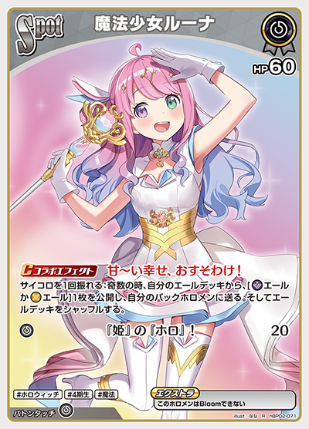 Spot
魔法少女ルーナ
HP60
コラボエフェクト 甘〜い幸せ、おすそわけ!
サイコロを1回振れる:奇数の時、自分のエールデッキから、[エール
かエール]1枚を公開し、自分のバックホロメンに送る。そしてエー
ルデッキをシャッフルする。
『姫』の『ホロ』! 20
#ホロウィッチ #4期生 #魔法
エクストラ
このホロメンはBloomできない
バトンタッチ
R hBP02-071